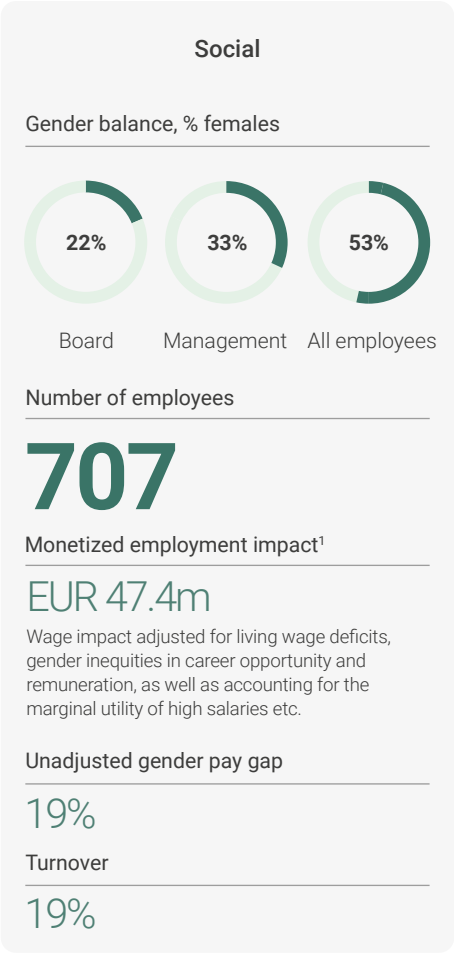 Social
Gender balance, % females
22%
33%
53%
Board
Management
All employees
Number of employees
707
Monetized employment impact¹
EUR 47.4m
Wage impact adjusted for living wage deficits,
gender inequities in career opportunity and
remuneration, as well as accounting for the
marginal utility of high salaries etc.
Unadjusted gender pay gap
19%
Turnover
19%